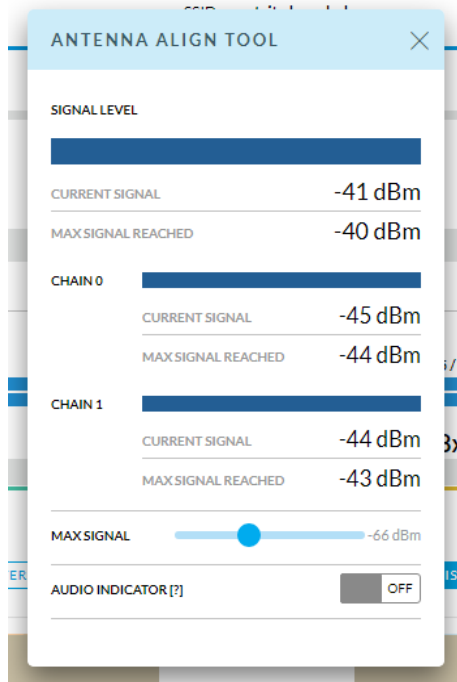 ANTENNA ALIGN TOOL
SIGNAL LEVEL
CURRENT SIGNAL -41 dBm
MAX SIGNAL REACHED -40 dBm
CHAIN 0
CURRENT SIGNAL -45 dBm
MAX SIGNAL REACHED -44 dBm
CHAIN 1
CURRENT SIGNAL -44 dBm
MAX SIGNAL REACHED -43 dBm
MAX SIGNAL -66 dBm
AUDIO INDICATOR [?] OFF